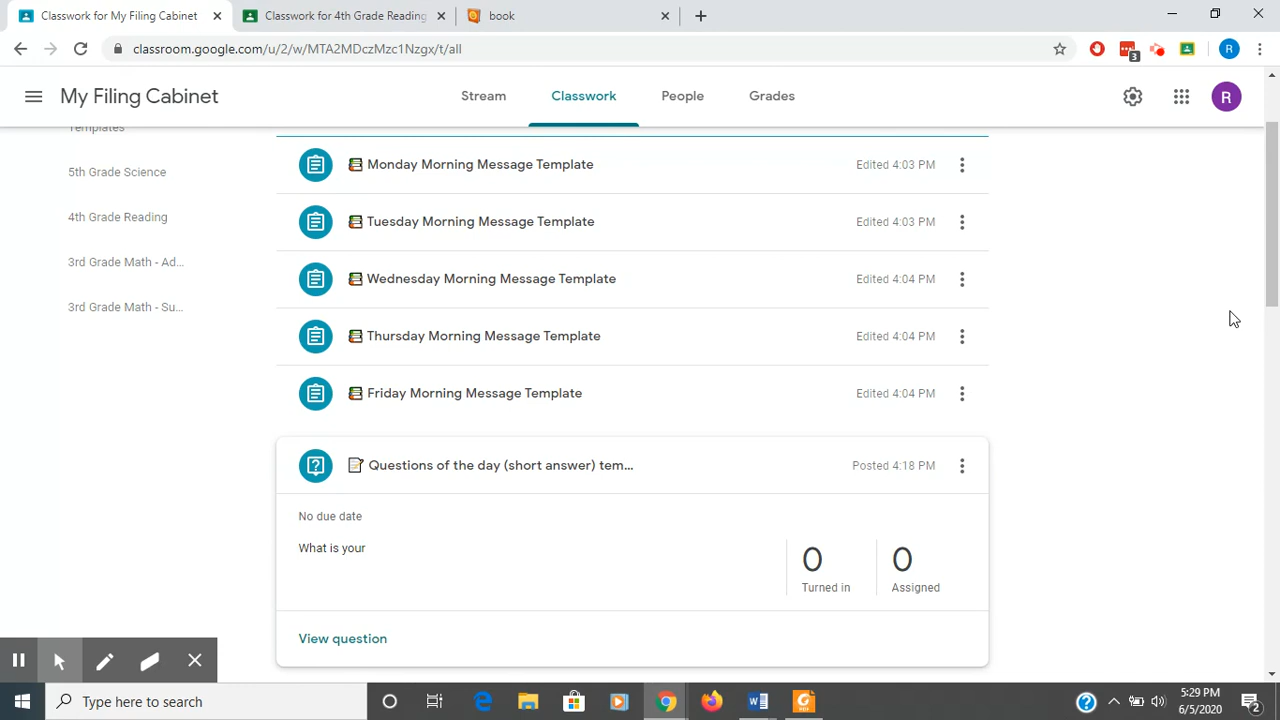 Classwork for My Filing Cabinet
Classwork for 4th Grade Reading
book
classroom.google.com/u/2/w/MTA2MDczMzc1Nzgx/t/all
3
R
My Filing Cabinet
Stream
Classwork
People
Grades
R
Templates
5th Grade Science
4th Grade Reading
3rd Grade Math - Ad...
3rd Grade Math - Su...
Monday Morning Message Template
Edited 4:03 PM
Tuesday Morning Message Template
Edited 4:03 PM
Wednesday Morning Message Template
Edited 4:04 PM
Thursday Morning Message Template
Edited 4:04 PM
Friday Morning Message Template
Edited 4:04 PM
Questions of the day (short answer) tem...
Posted 4:18 PM
No due date
What is your
0
Turned in
0
Assigned
View question
Type here to search
5:29 PM
6/5/2020
2